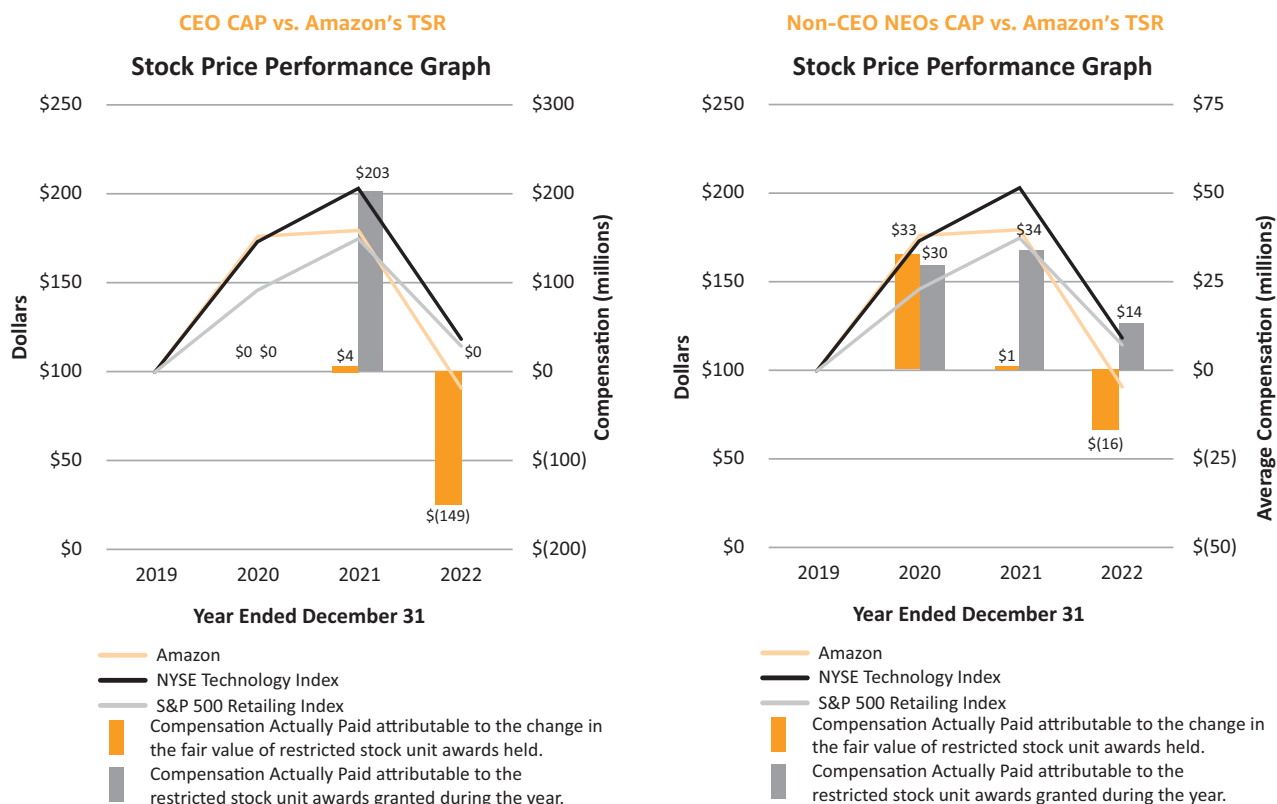 CEO CAP vs. Amazon's TSR
Stock Price Performance Graph
$250
$200
$150
$100
$50
$0
Dollars
$300
$200
$100
$0
$(100)
$(200)
Compensation (millions)
$0 $0
$4
$203
$0
$(149)
2019 2020 2021 2022
Year Ended December 31
Amazon
NYSE Technology Index
S&P 500 Retailing Index
Compensation Actually Paid attributable to the change in
the fair value of restricted stock unit awards held.
Compensation Actually Paid attributable to the
restricted stock unit awards granted during the year.
Non-CEO NEOs CAP vs. Amazon's TSR
Stock Price Performance Graph
$250
$200
$150
$100
$50
$0
Dollars
$75
$50
$25
$0
$(25)
$(50)
Average Compensation (millions)
$33
$30
$1
$34
$14
$(16)
2019 2020 2021 2022
Year Ended December 31
Amazon
NYSE Technology Index
S&P 500 Retailing Index
Compensation Actually Paid attributable to the change in
the fair value of restricted stock unit awards held.
Compensation Actually Paid attributable to the
restricted stock unit awards granted during the year.